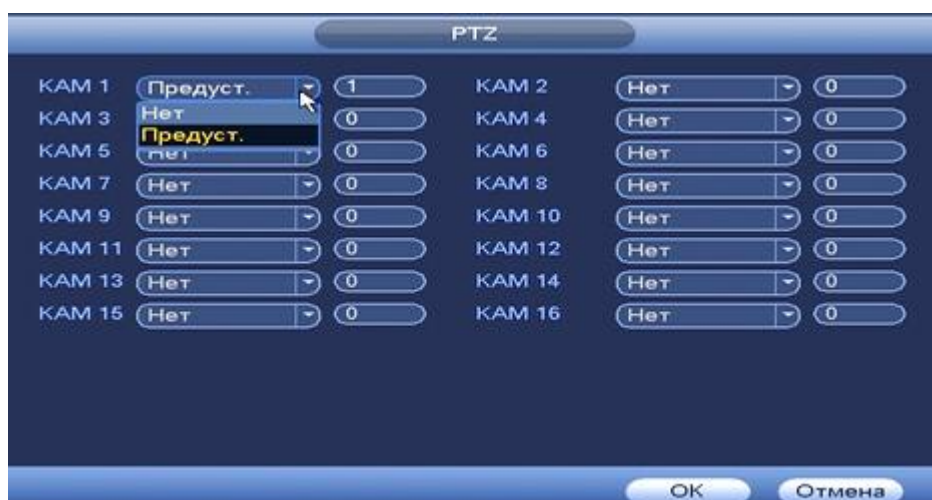 PTZ
КАМ 1 Предуст. 1 КАМ 2 Нет 0
Нет
КАМ 3 0 КАМ 4 Нет 0
Предуст.
КАМ 5 Нет 0 КАМ 6 Нет 0
КАМ 7 Нет 0 КАМ 8 Нет 0
КАМ 9 Нет 0 КАМ 10 Нет 0
КАМ 11 Нет 0 КАМ 12 Нет 0
КАМ 13 Нет 0 КАМ 14 Нет 0
КАМ 15 Нет 0 КАМ 16 Нет 0
ОК Отмена